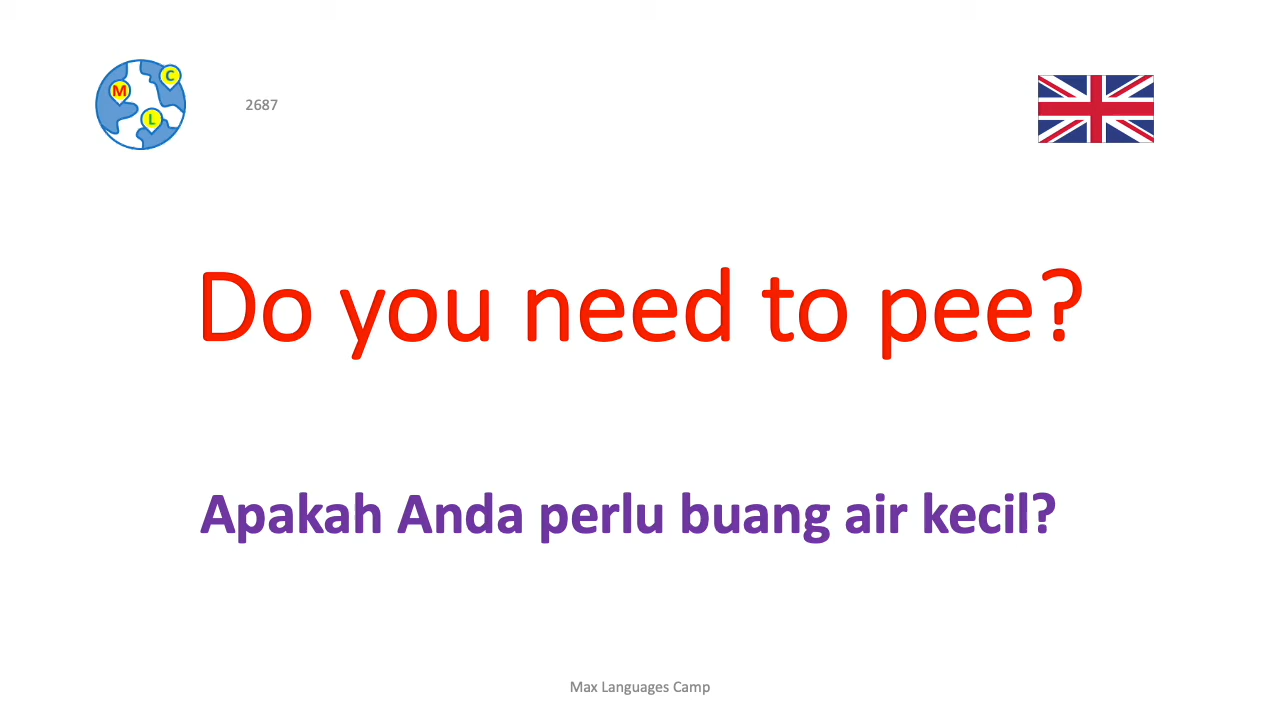 M
C
L
2687
Do you need to pee?
Apakah Anda perlu buang air kecil?
Max Languages Camp